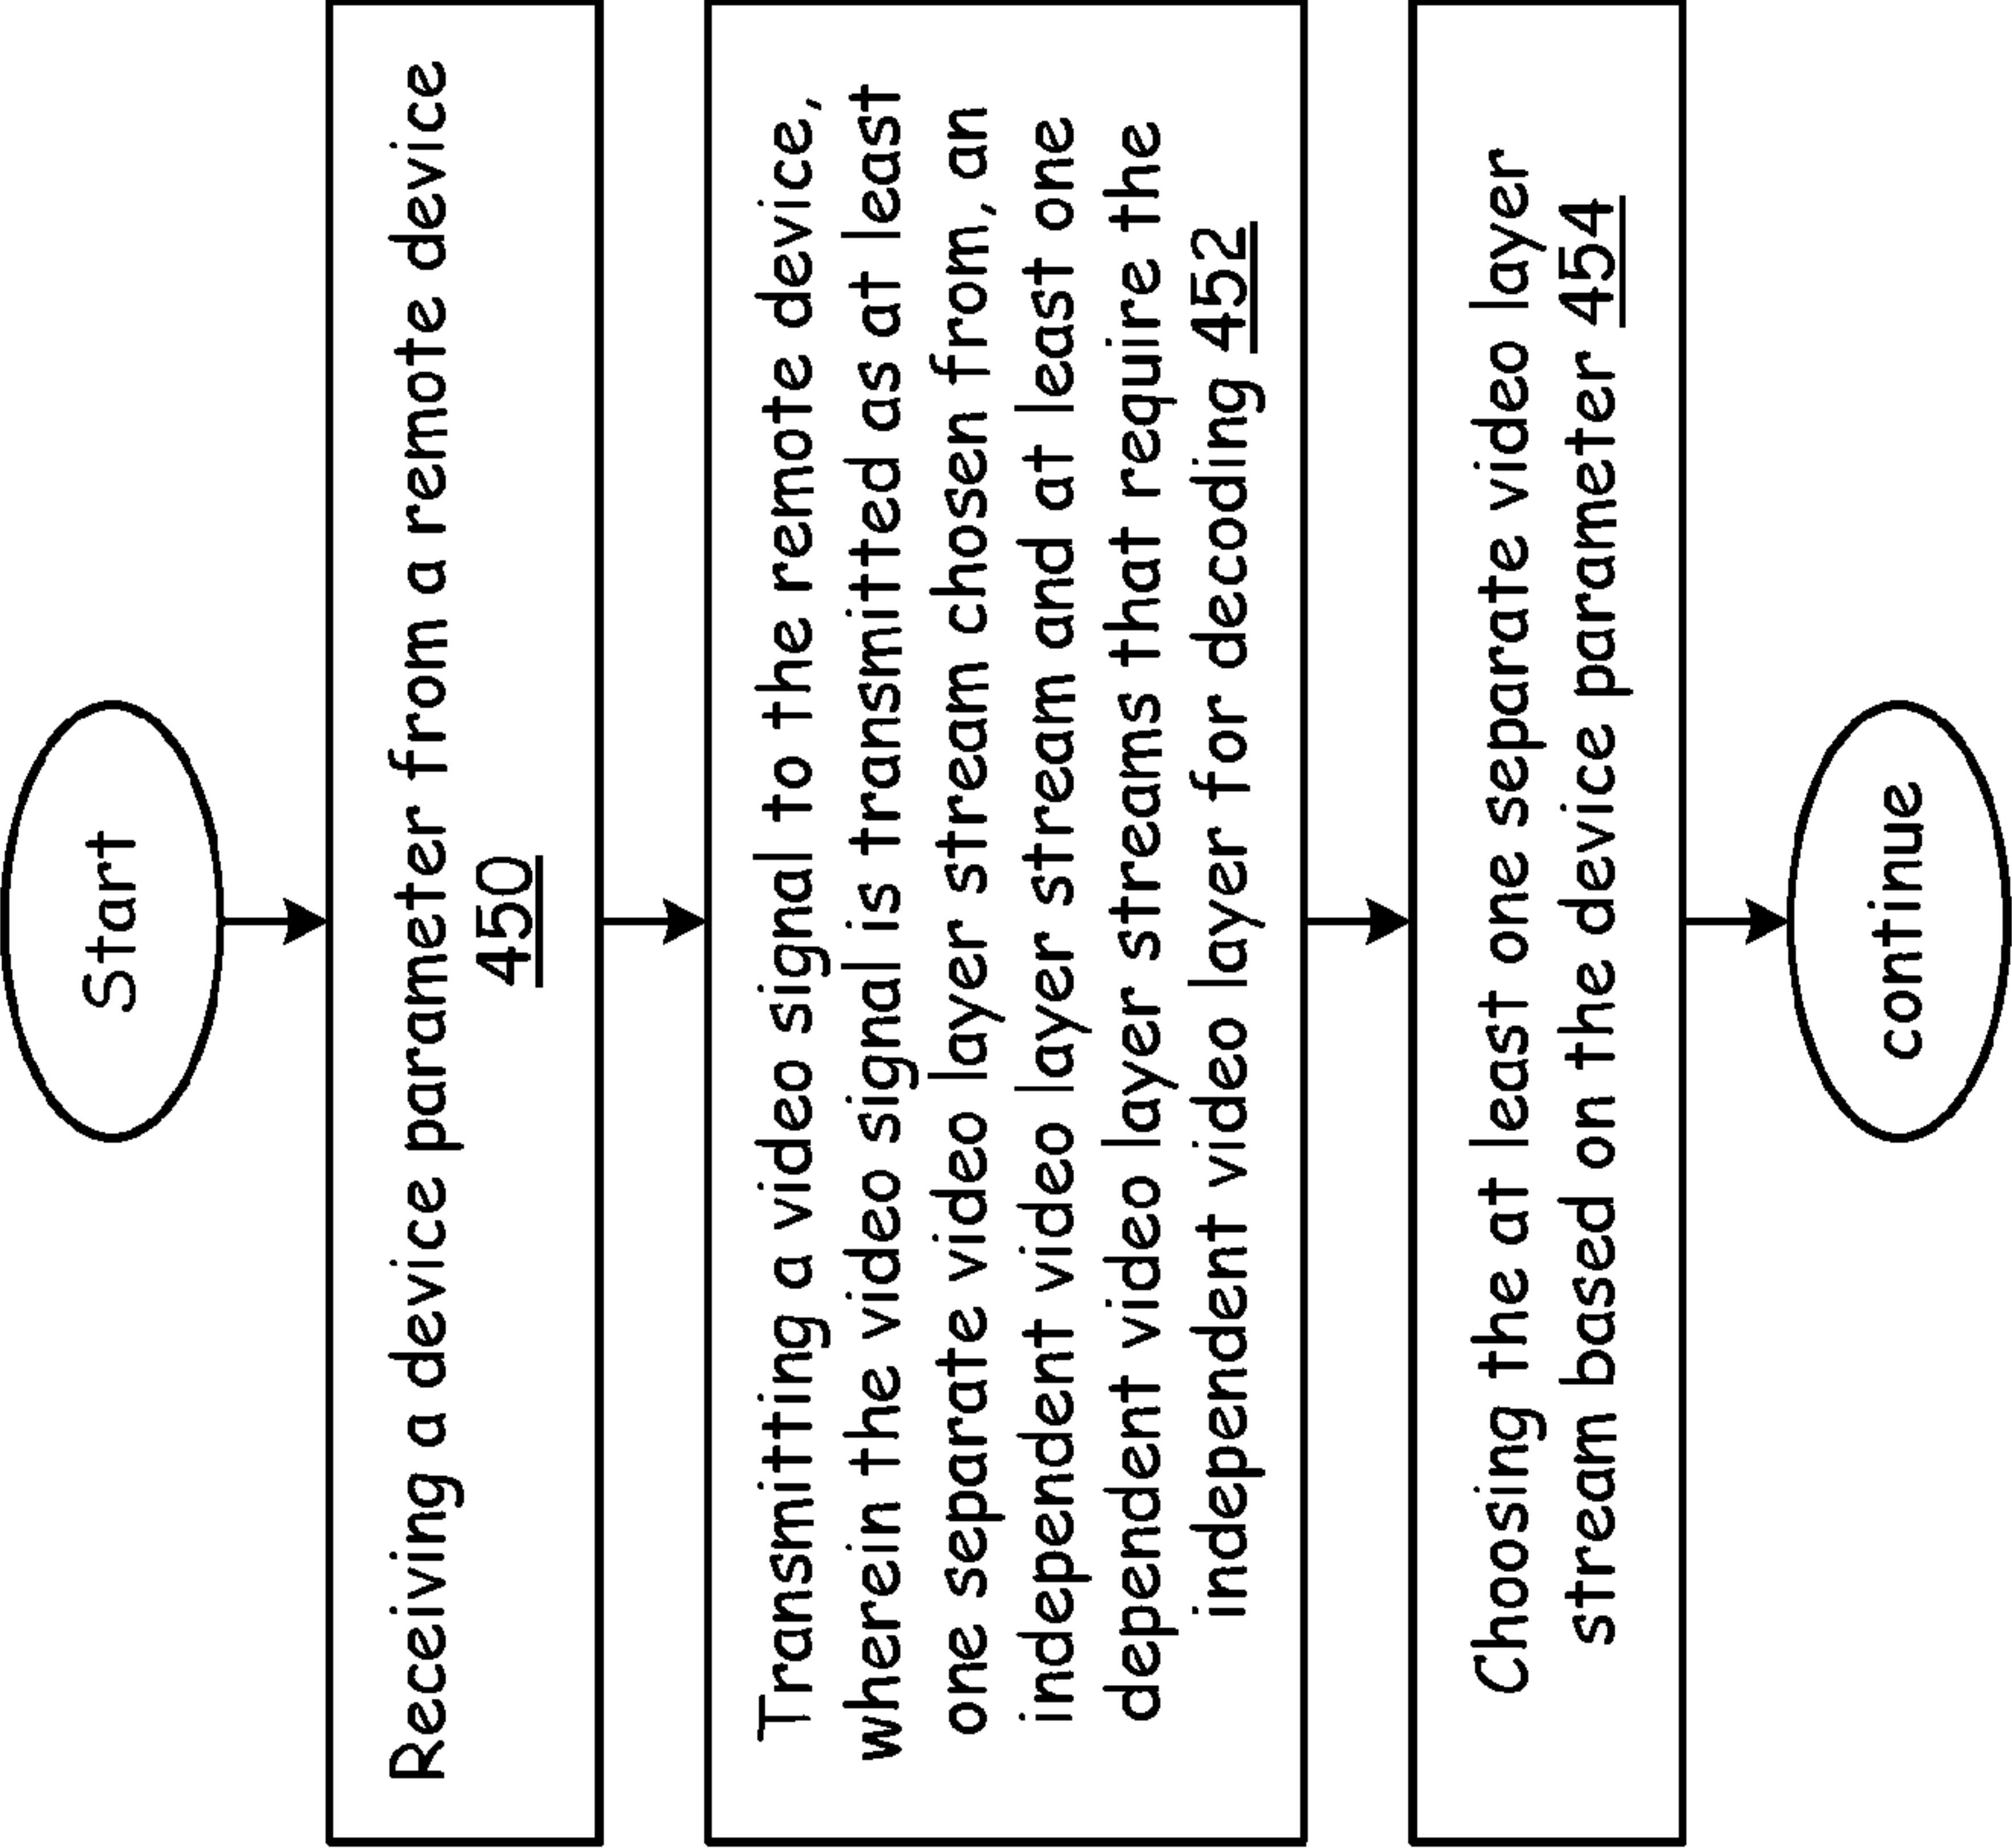 Start
Receiving a device parameter from a remote device
450
Transmitting a video signal to the remote device,
wherein the video signal is transmitted as at least
one separate video layer stream chosen from, an
independent video layer stream and at least one
dependent video layer streams that require the
independent video layer for decoding 452
Choosing the at least one separate video layer
stream based on the device parameter 454
continue